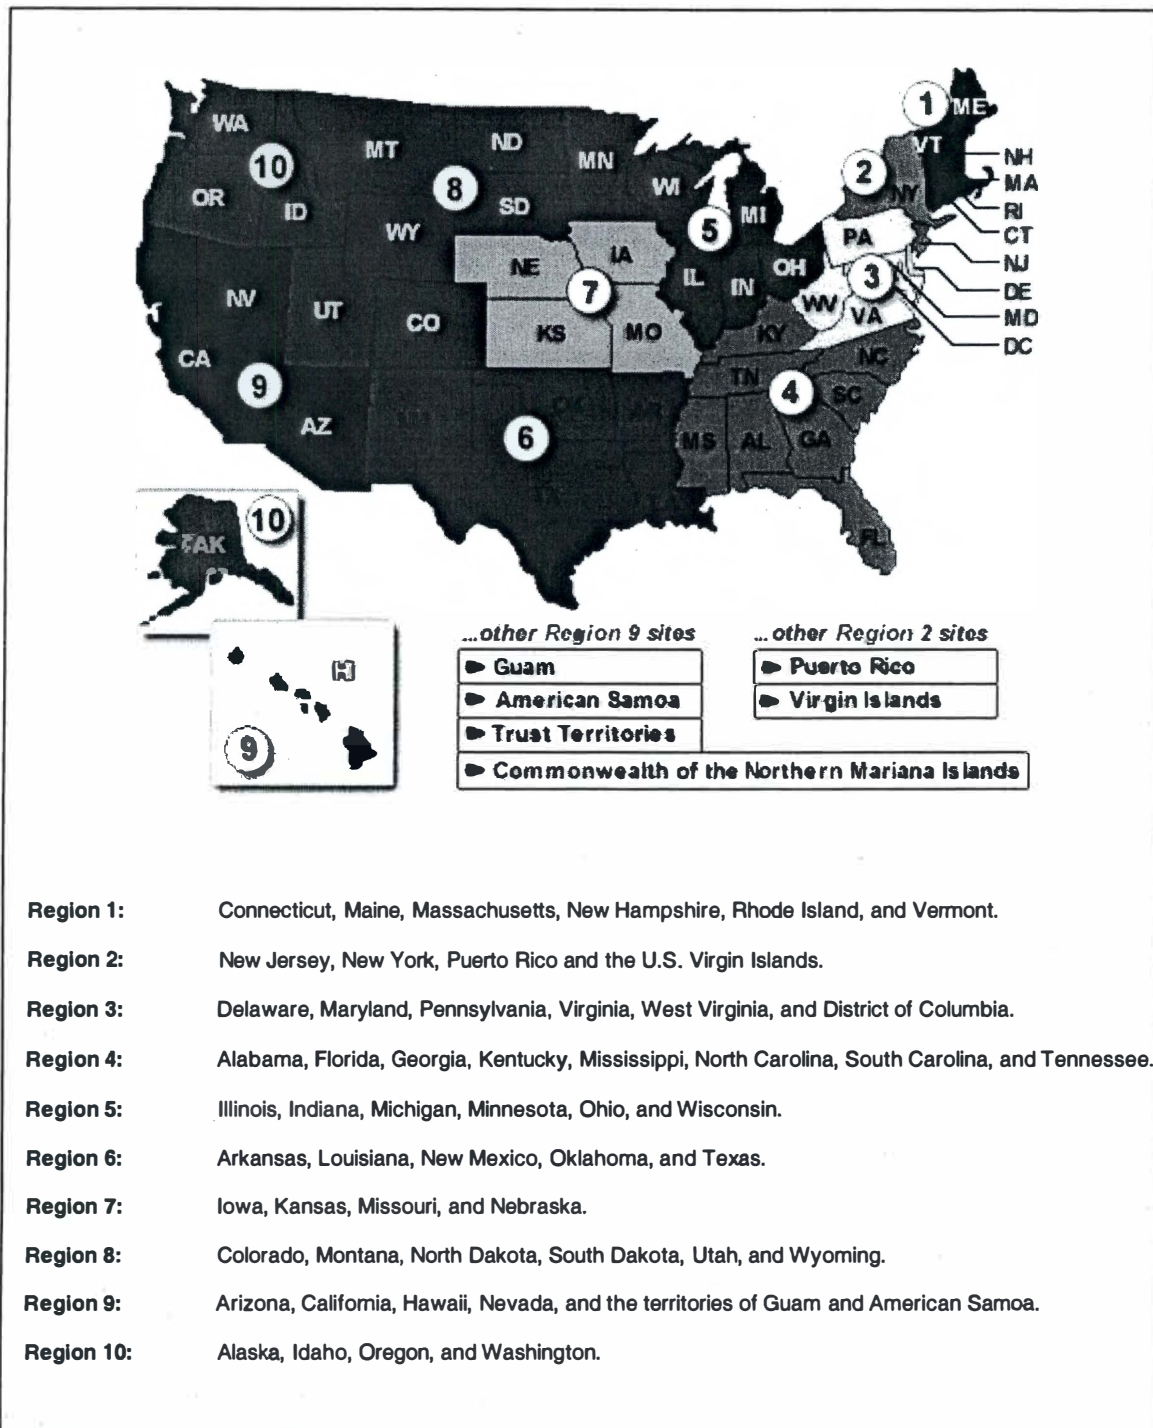 1
ME
WA
MT
ND
MN
VT
NH
10
2
MA
WI
8
NY
RI
OR
ID
SD
MI
WY
5
CT
PA
IA
NE
OH
NJ
IL
IN
3
DE
7
NV
UT
CO
WV
VA
MD
KS
MO
KY
DC
CA
NC
TN
9
4
SC
AZ
6
MS
AL
GA
TX
10
FL
AK
...other Region 9 sites
...other Region 2 sites
Guam
Puerto Rico
American Samoa
Virgin Islands
Trust Territories
Commonwealth of the Northern Mariana Islands
HI
9
Region 1: Connecticut, Maine, Massachusetts, New Hampshire, Rhode Island, and Vermont.
Region 2: New Jersey, New York, Puerto Rico and the U.S. Virgin Islands.
Region 3: Delaware, Maryland, Pennsylvania, Virginia, West Virginia, and District of Columbia.
Region 4: Alabama, Florida, Georgia, Kentucky, Mississippi, North Carolina, South Carolina, and Tennessee.
Region 5: Illinois, Indiana, Michigan, Minnesota, Ohio, and Wisconsin.
Region 6: Arkansas, Louisiana, New Mexico, Oklahoma, and Texas.
Region 7: Iowa, Kansas, Missouri, and Nebraska.
Region 8: Colorado, Montana, North Dakota, South Dakota, Utah, and Wyoming.
Region 9: Arizona, California, Hawaii, Nevada, and the territories of Guam and American Samoa.
Region 10: Alaska, Idaho, Oregon, and Washington.